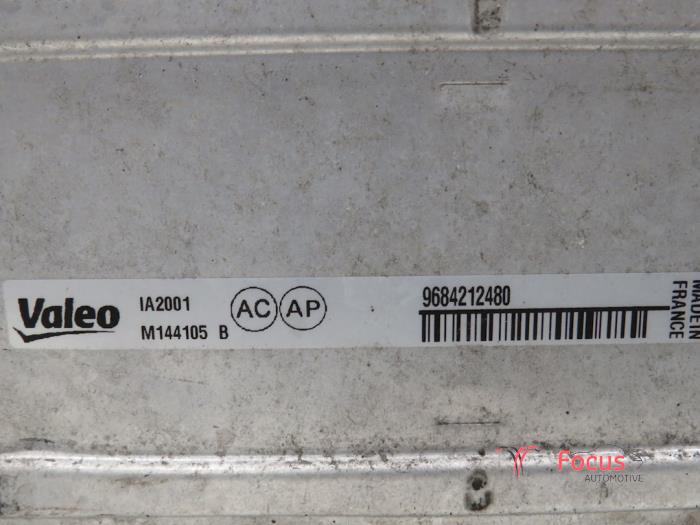 Valeo
IA2001
M144105 B
AC AP
9684212480
MADE IN
FRANCE
Focus
AUTOMOTIVE